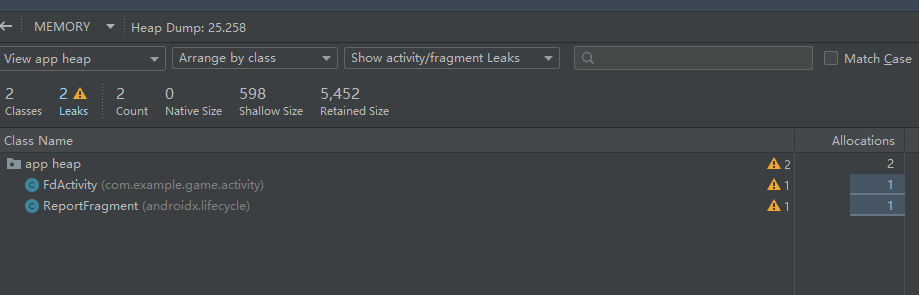 MEMORY Heap Dump: 25.258
View app heap Arrange by class Show activity/fragment Leaks Match Case
2 2 2 0 598 5,452
Classes Leaks Count Native Size Shallow Size Retained Size
Class Name Allocations
app heap 2 2
C FdActivity (com.example.game.activity) 1 1
C ReportFragment (androidx.lifecycle) 1 1